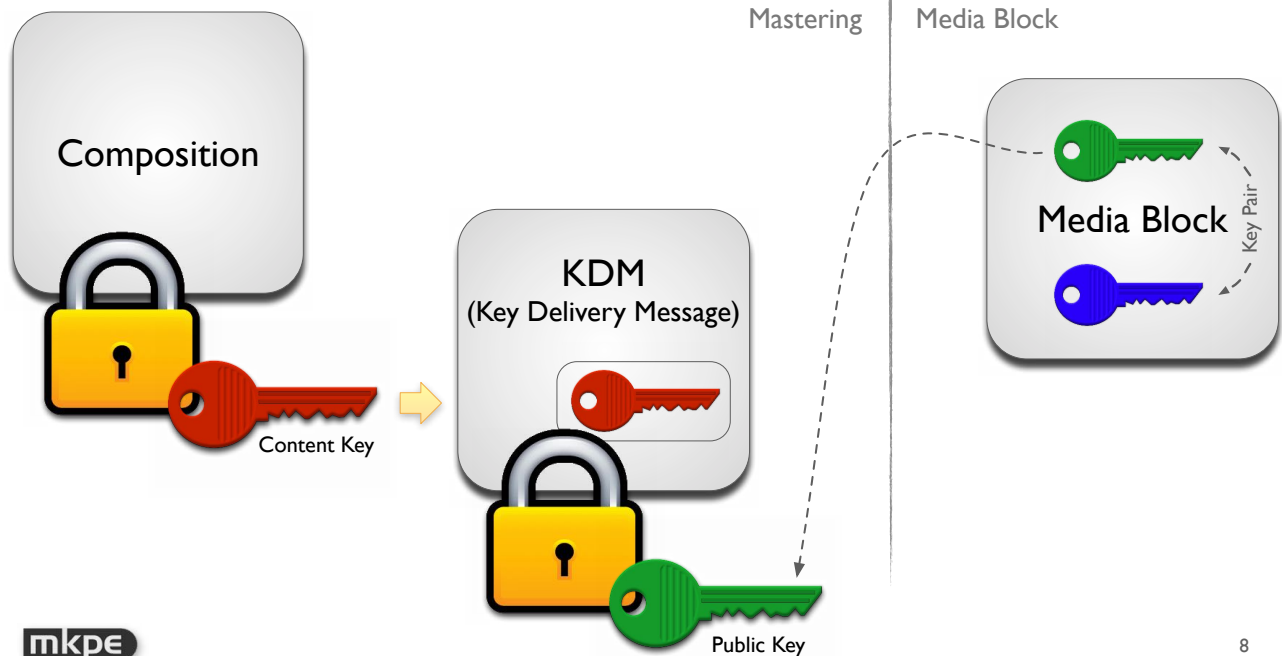 Mastering
Media Block
Composition
Content Key
KDM
(Key Delivery Message)
Public Key
Media Block
Key Pair
mkpe
8